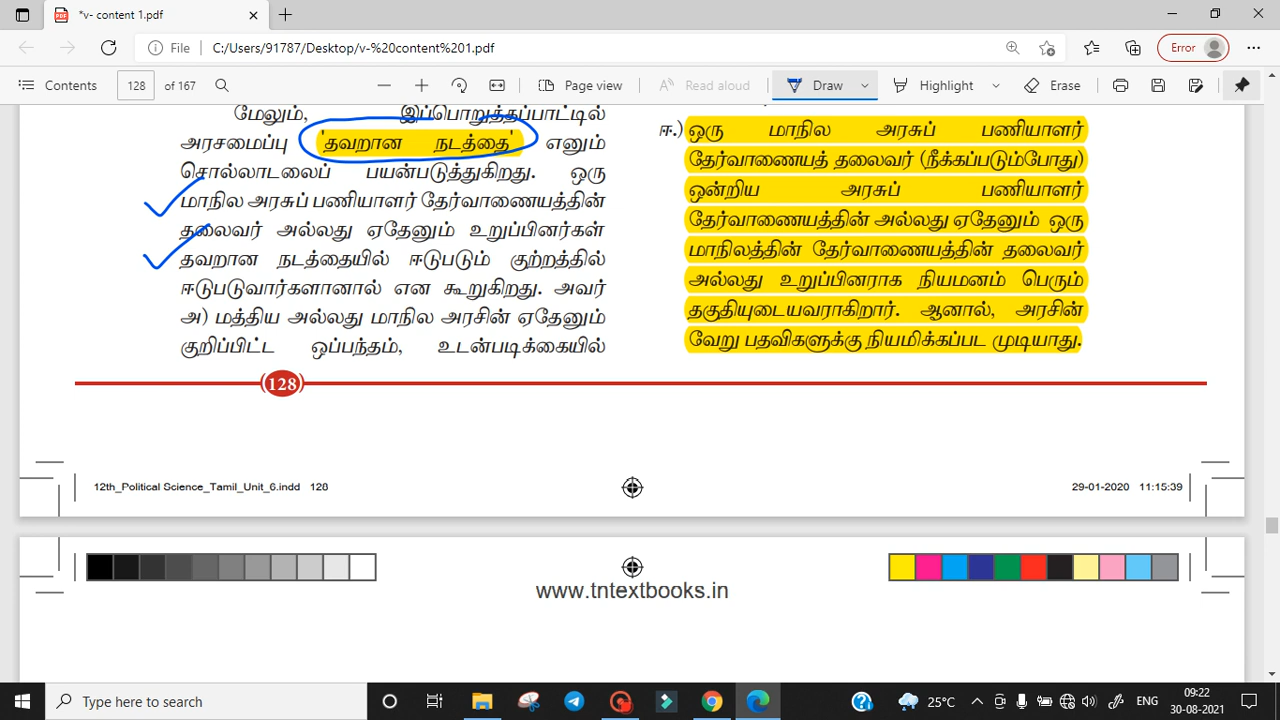 *v- content 1.pdf
File
C:/Users/91787/Desktop/v-%20content%201.pdf
Error
Contents
128 of 167
Page view
Read aloud
Draw
Highlight
Erase
மேலும், இப்பொறுத்தப்பாட்டில்
அரசமைப்பு 'தவறான நடத்தை' எனும்
சொல்லாடலைப் பயன்படுத்துகிறது. ஒரு
மாநில அரசுப் பணியாளர் தேர்வாணையத்தின்
தலைவர் அல்லது ஏதேனும் உறுப்பினர்கள்
தவறான நடத்தையில் ஈடுபடும் குற்றத்தில்
ஈடுபடுவார்களானால் என கூறுகிறது. அவர்
அ) மத்திய அல்லது மாநில அரசின் ஏதேனும்
குறிப்பிட்ட ஒப்பந்தம், உடன்படிக்கையில்
ஈ.) ஒரு மாநில அரசுப் பணியாளர்
தேர்வாணையத் தலைவர் (நீக்கப்படும்போது)
ஒன்றிய அரசுப் பணியாளர்
தேர்வாணையத்தின் அல்லது ஏதேனும் ஒரு
மாநிலத்தின் தேர்வாணையத்தின் தலைவர்
அல்லது உறுப்பினராக நியமனம் பெரும்
தகுதியுடையவராகிறார். ஆனால், அரசின்
வேறு பதவிகளுக்கு நியமிக்கப்பட முடியாது.
128
12th_Political Science_Tamil_Unit_6.indd 128
29-01-2020 11:15:39
www.tntextbooks.in
Type here to search
25°C
ENG
09:22
30-08-2021